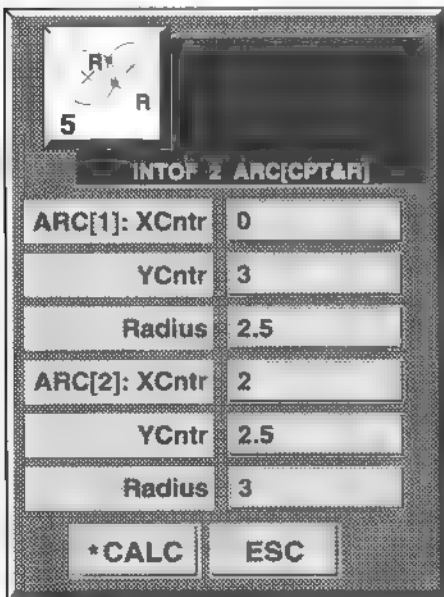 R
R
5
INTOF 2 ARC[CPT&R]
ARC[1]: XCntr 0
YCntr 3
Radius 2.5
ARC[2]: XCntr 2
YCntr 2.5
Radius 3
*CALC ESC